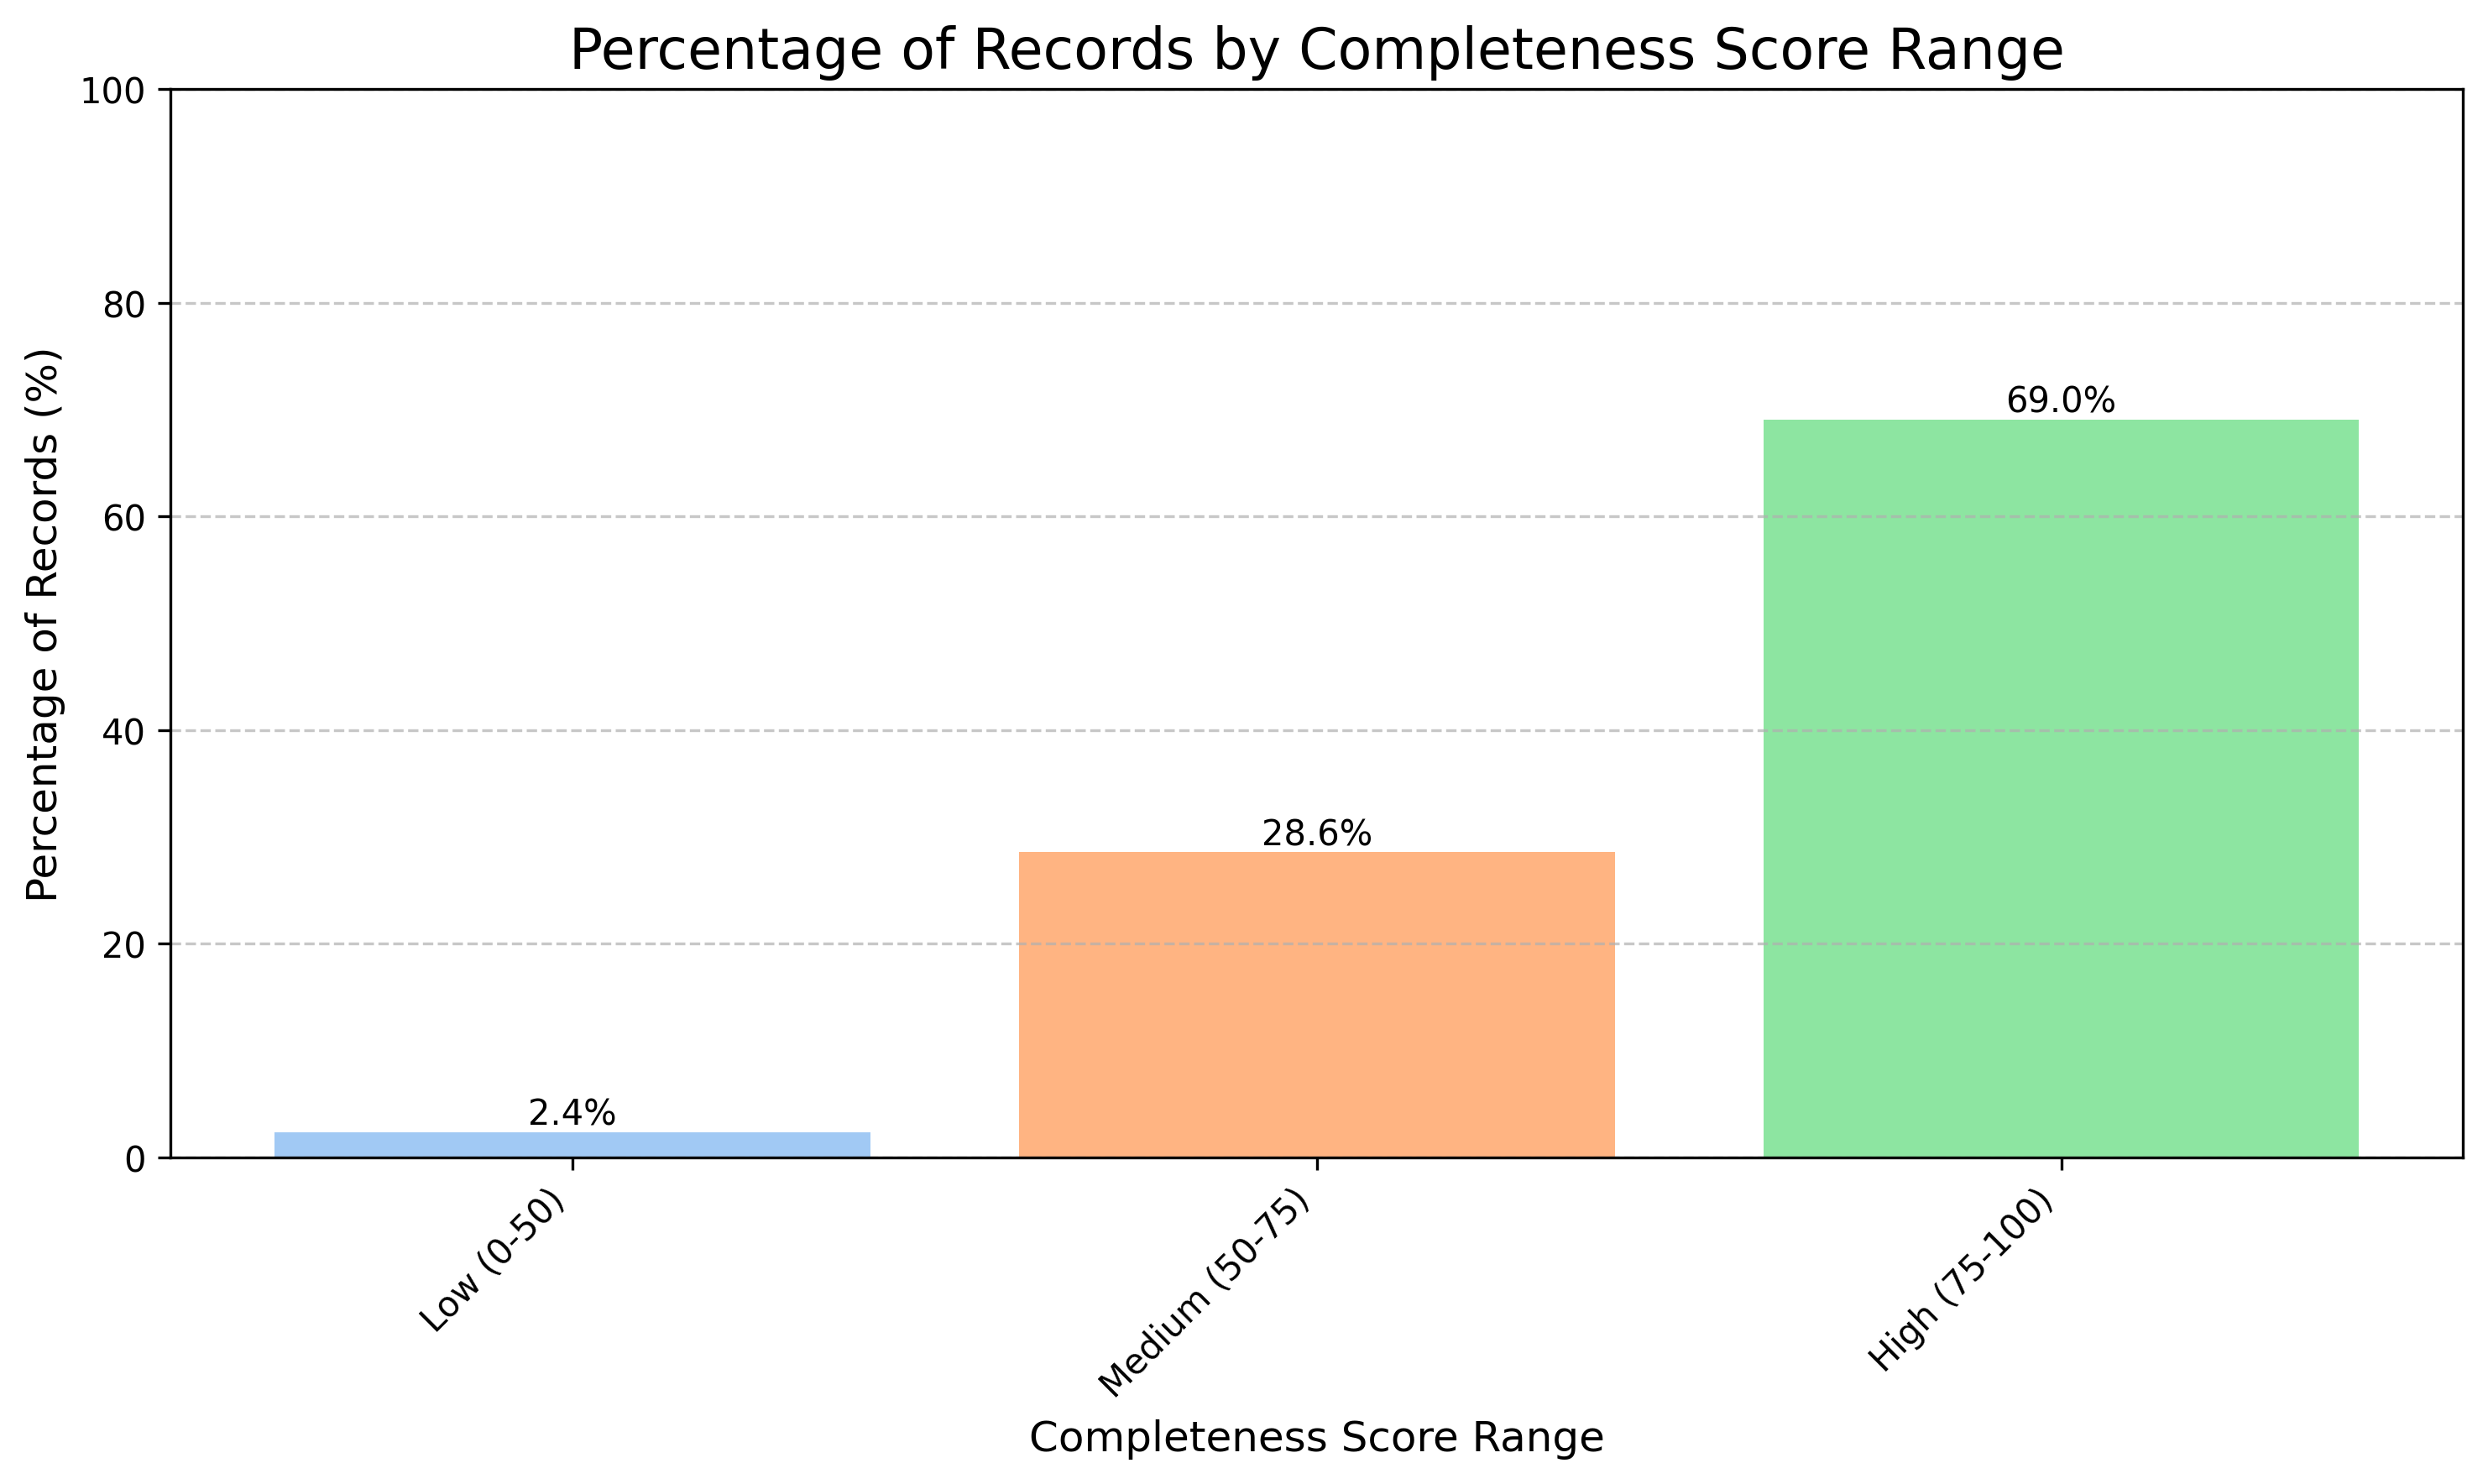 Percentage of Records by Completeness Score Range
Percentage of Records (%)
100
80
60
40
20
0
2.4%
28.6%
69.0%
Low (0-50)
Medium (50-75)
High (75-100)
Completeness Score Range